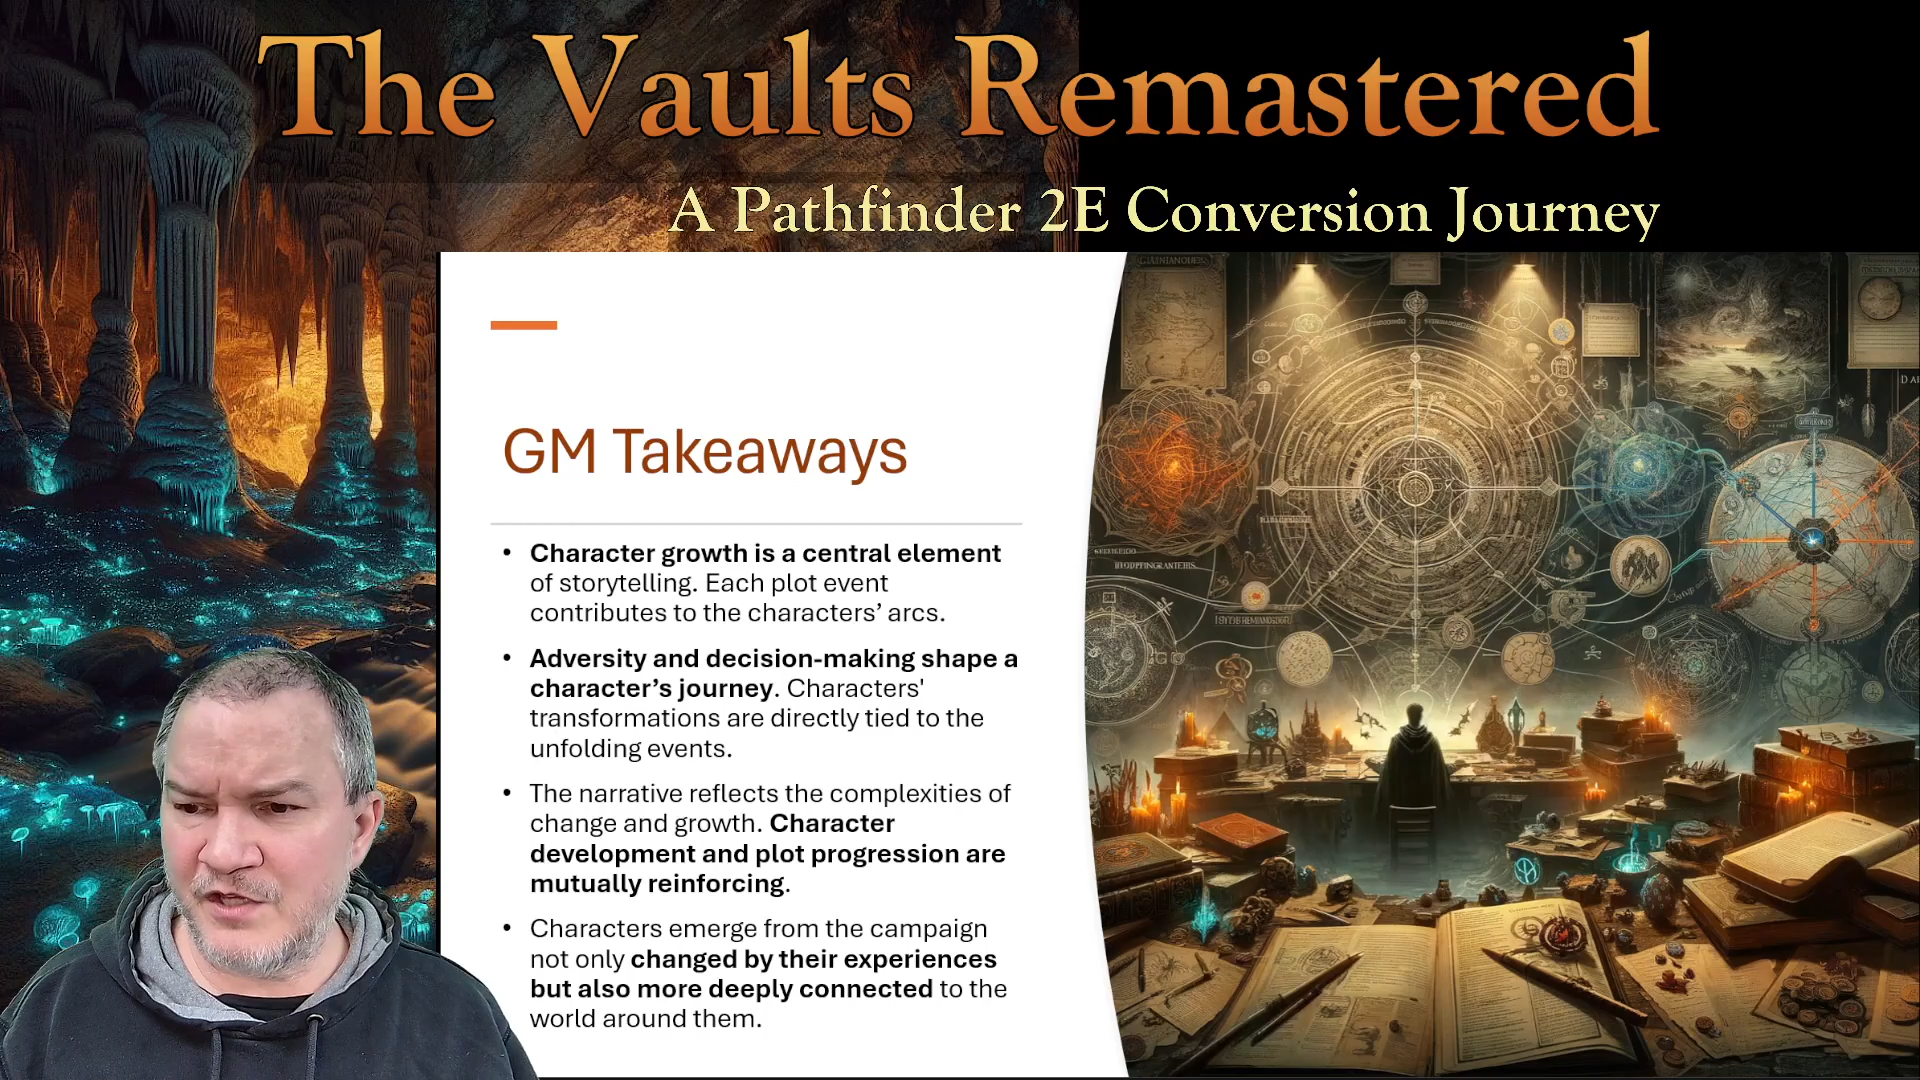 The Vaults Remastered
A Pathfinder 2E Conversion Journey
GM Takeaways
• Character growth is a central element
of storytelling. Each plot event
contributes to the characters’ arcs.
• Adversity and decision-making shape a
character’s journey. Characters'
transformations are directly tied to the
unfolding events.
• The narrative reflects the complexities of
change and growth. Character
development and plot progression are
mutually reinforcing.
• Characters emerge from the campaign
not only changed by their experiences
but also more deeply connected to the
world around them.